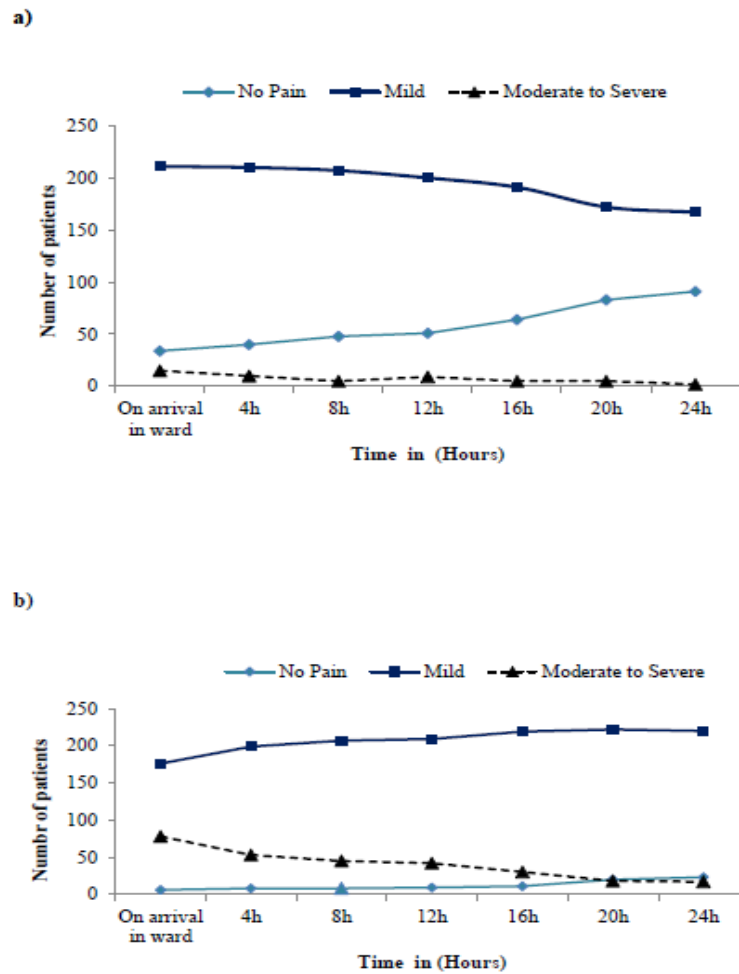 a)
No Pain Mild Moderate to Severe
250
200
150
100
50
0
Number of patients
On arrival in ward 4h 8h 12h 16h 20h 24h
Time in (Hours)
b)
No Pain Mild Moderate to Severe
250
200
150
100
50
0
Numbr of patients
On arrival in ward 4h 8h 12h 16h 20h 24h
Time in (Hours)